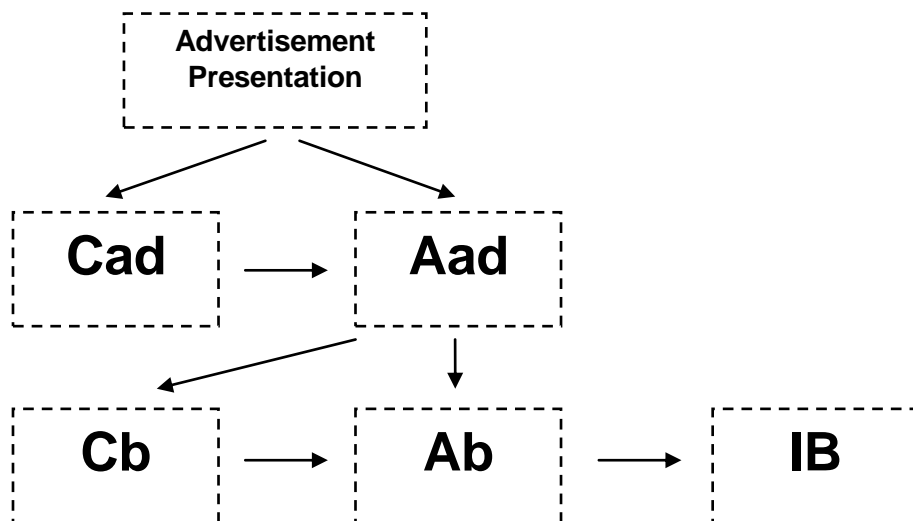 Advertisement
Presentation
Cad
Aad
Cb
Ab
IB